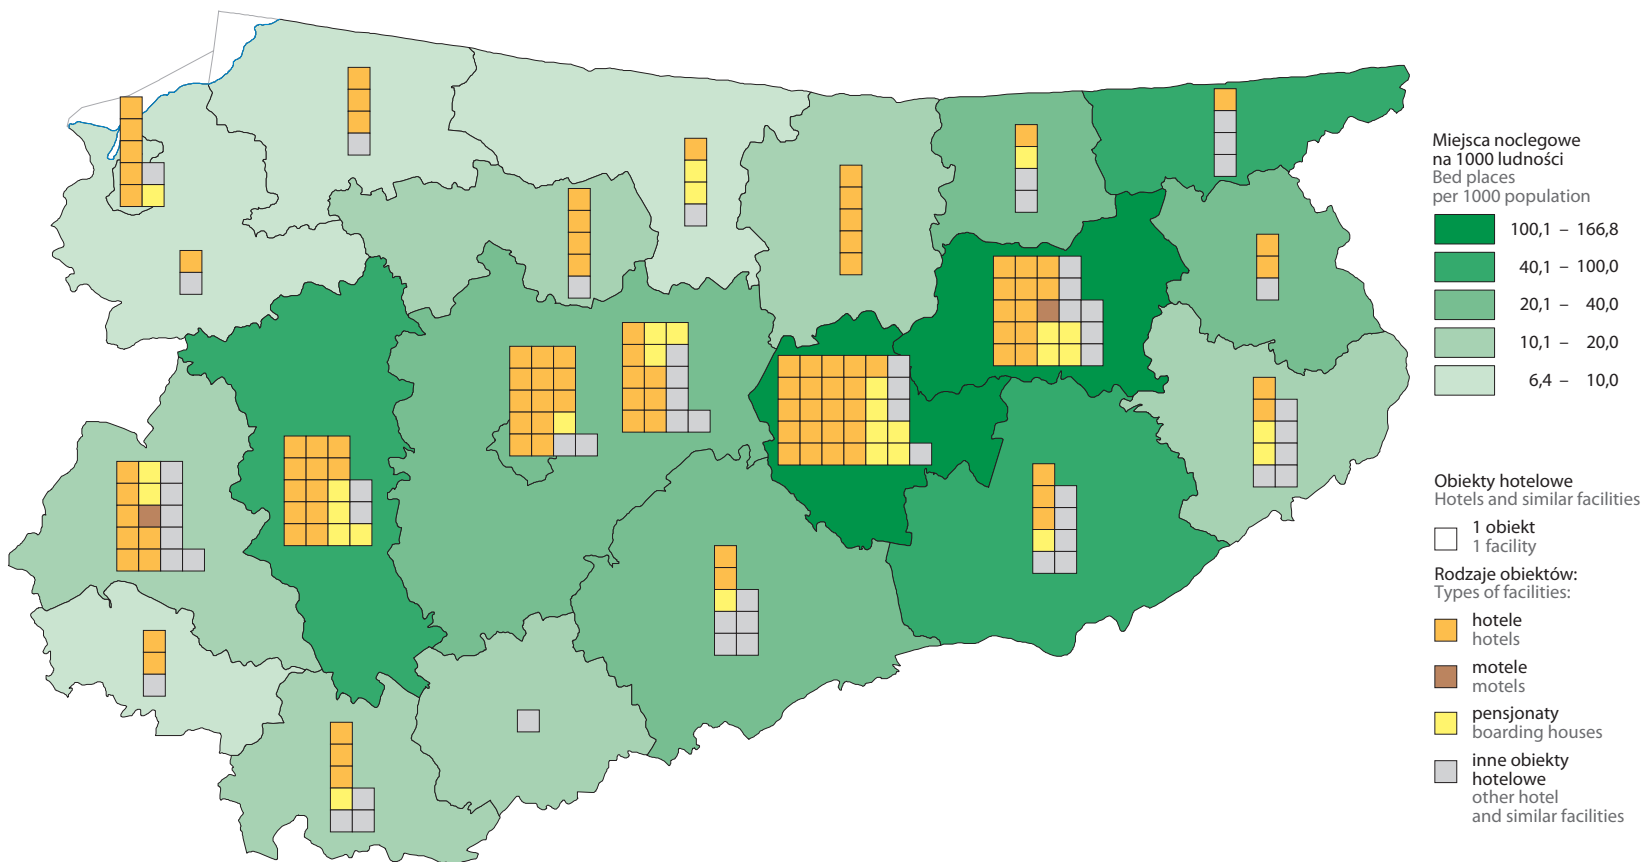 Miejsca noclegowe
na 1000 ludności
Bed places
per 1000 population
100,1 – 166,8
40,1 – 100,0
20,1 – 40,0
10,1 – 20,0
6,4 – 10,0
Obiekty hotelowe
Hotels and similar facilities
1 obiekt
1 facility
Rodzaje obiektów:
Types of facilities:
hotele
hotels
motele
motels
pensjonaty
boarding houses
inne obiekty
hotelowe
other hotel
and similar facilities